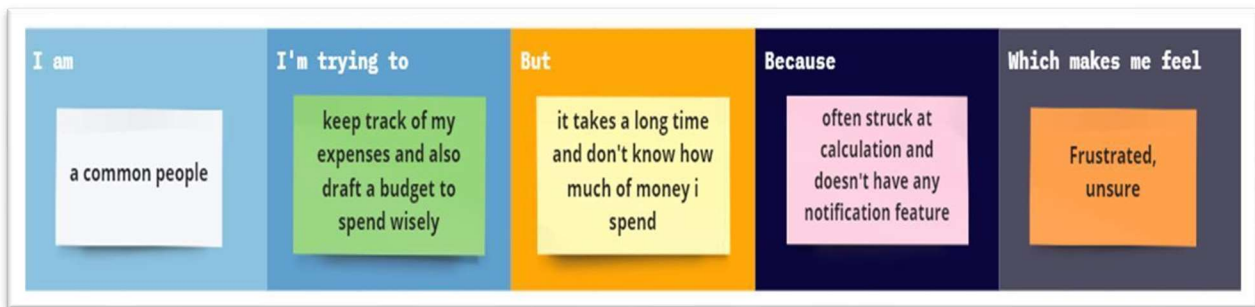 I am
a common people
I'm trying to
keep track of my
expenses and also
draft a budget to
spend wisely
But
it takes a long time
and don't know how
much of money i
spend
Because
often struck at
calculation and
doesn't have any
notification feature
Which makes me feel
Frustrated,
unsure